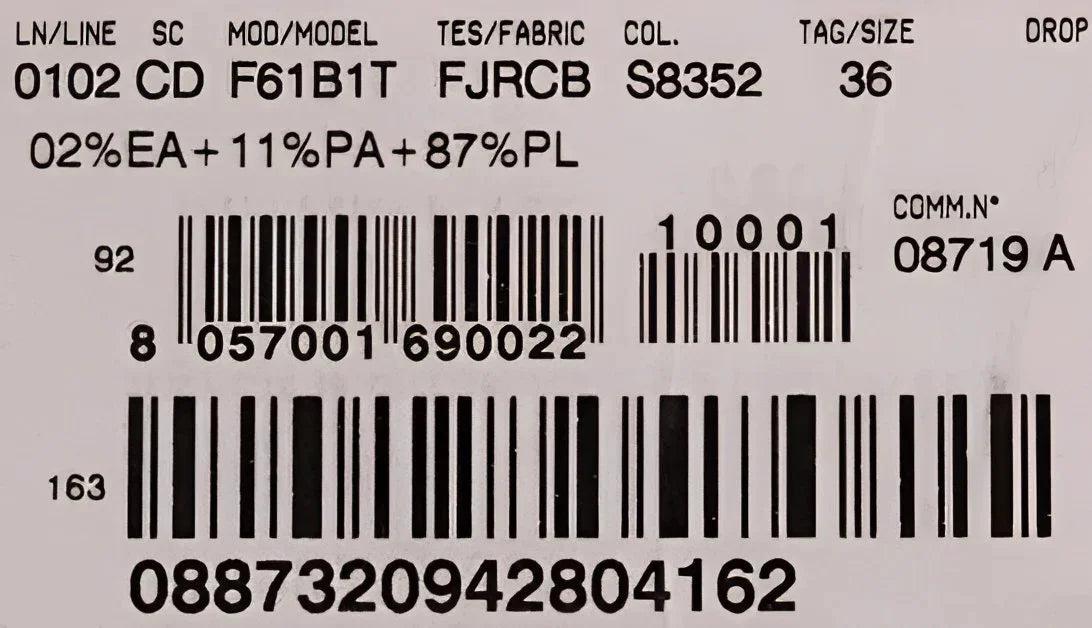 LN/LINE SC MOD/MODEL TES/FABRIC COL. TAG/SIZE DROP
0102 CD F61B1T FJRCB S8352 36
02%EA+11%PA+87%PL
COMM.N°
10001
92 08719 A
8 057001 690022
163
0887320942804162